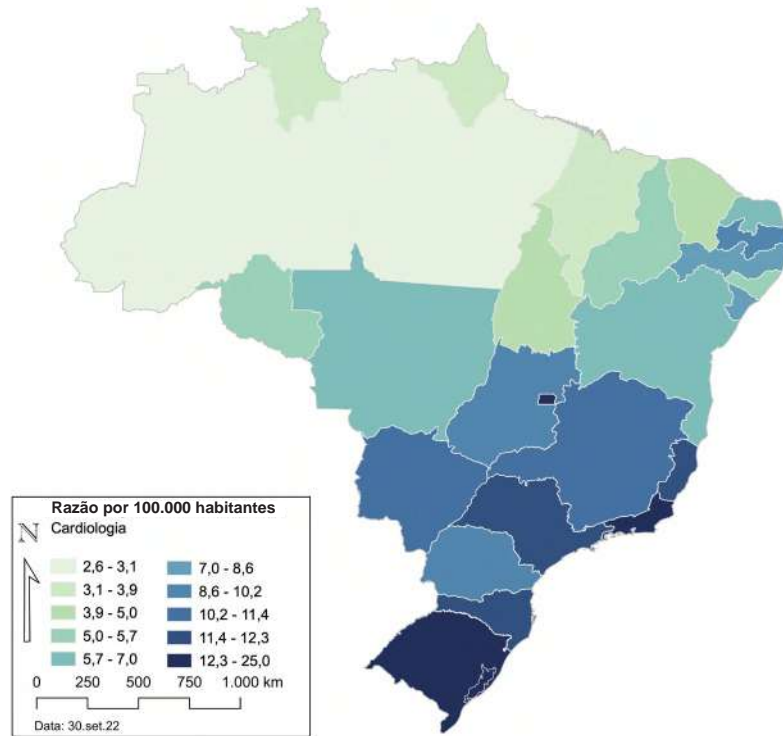 Razão por 100.000 habitantes
N Cardiologia
2,6 - 3,1
3,1 - 3,9
3,9 - 5,0
5,0 - 5,7
5,7 - 7,0
7,0 - 8,6
8,6 - 10,2
10,2 - 11,4
11,4 - 12,3
12,3 - 25,0
0 250 500 750 1.000 km
Data: 30.set.22